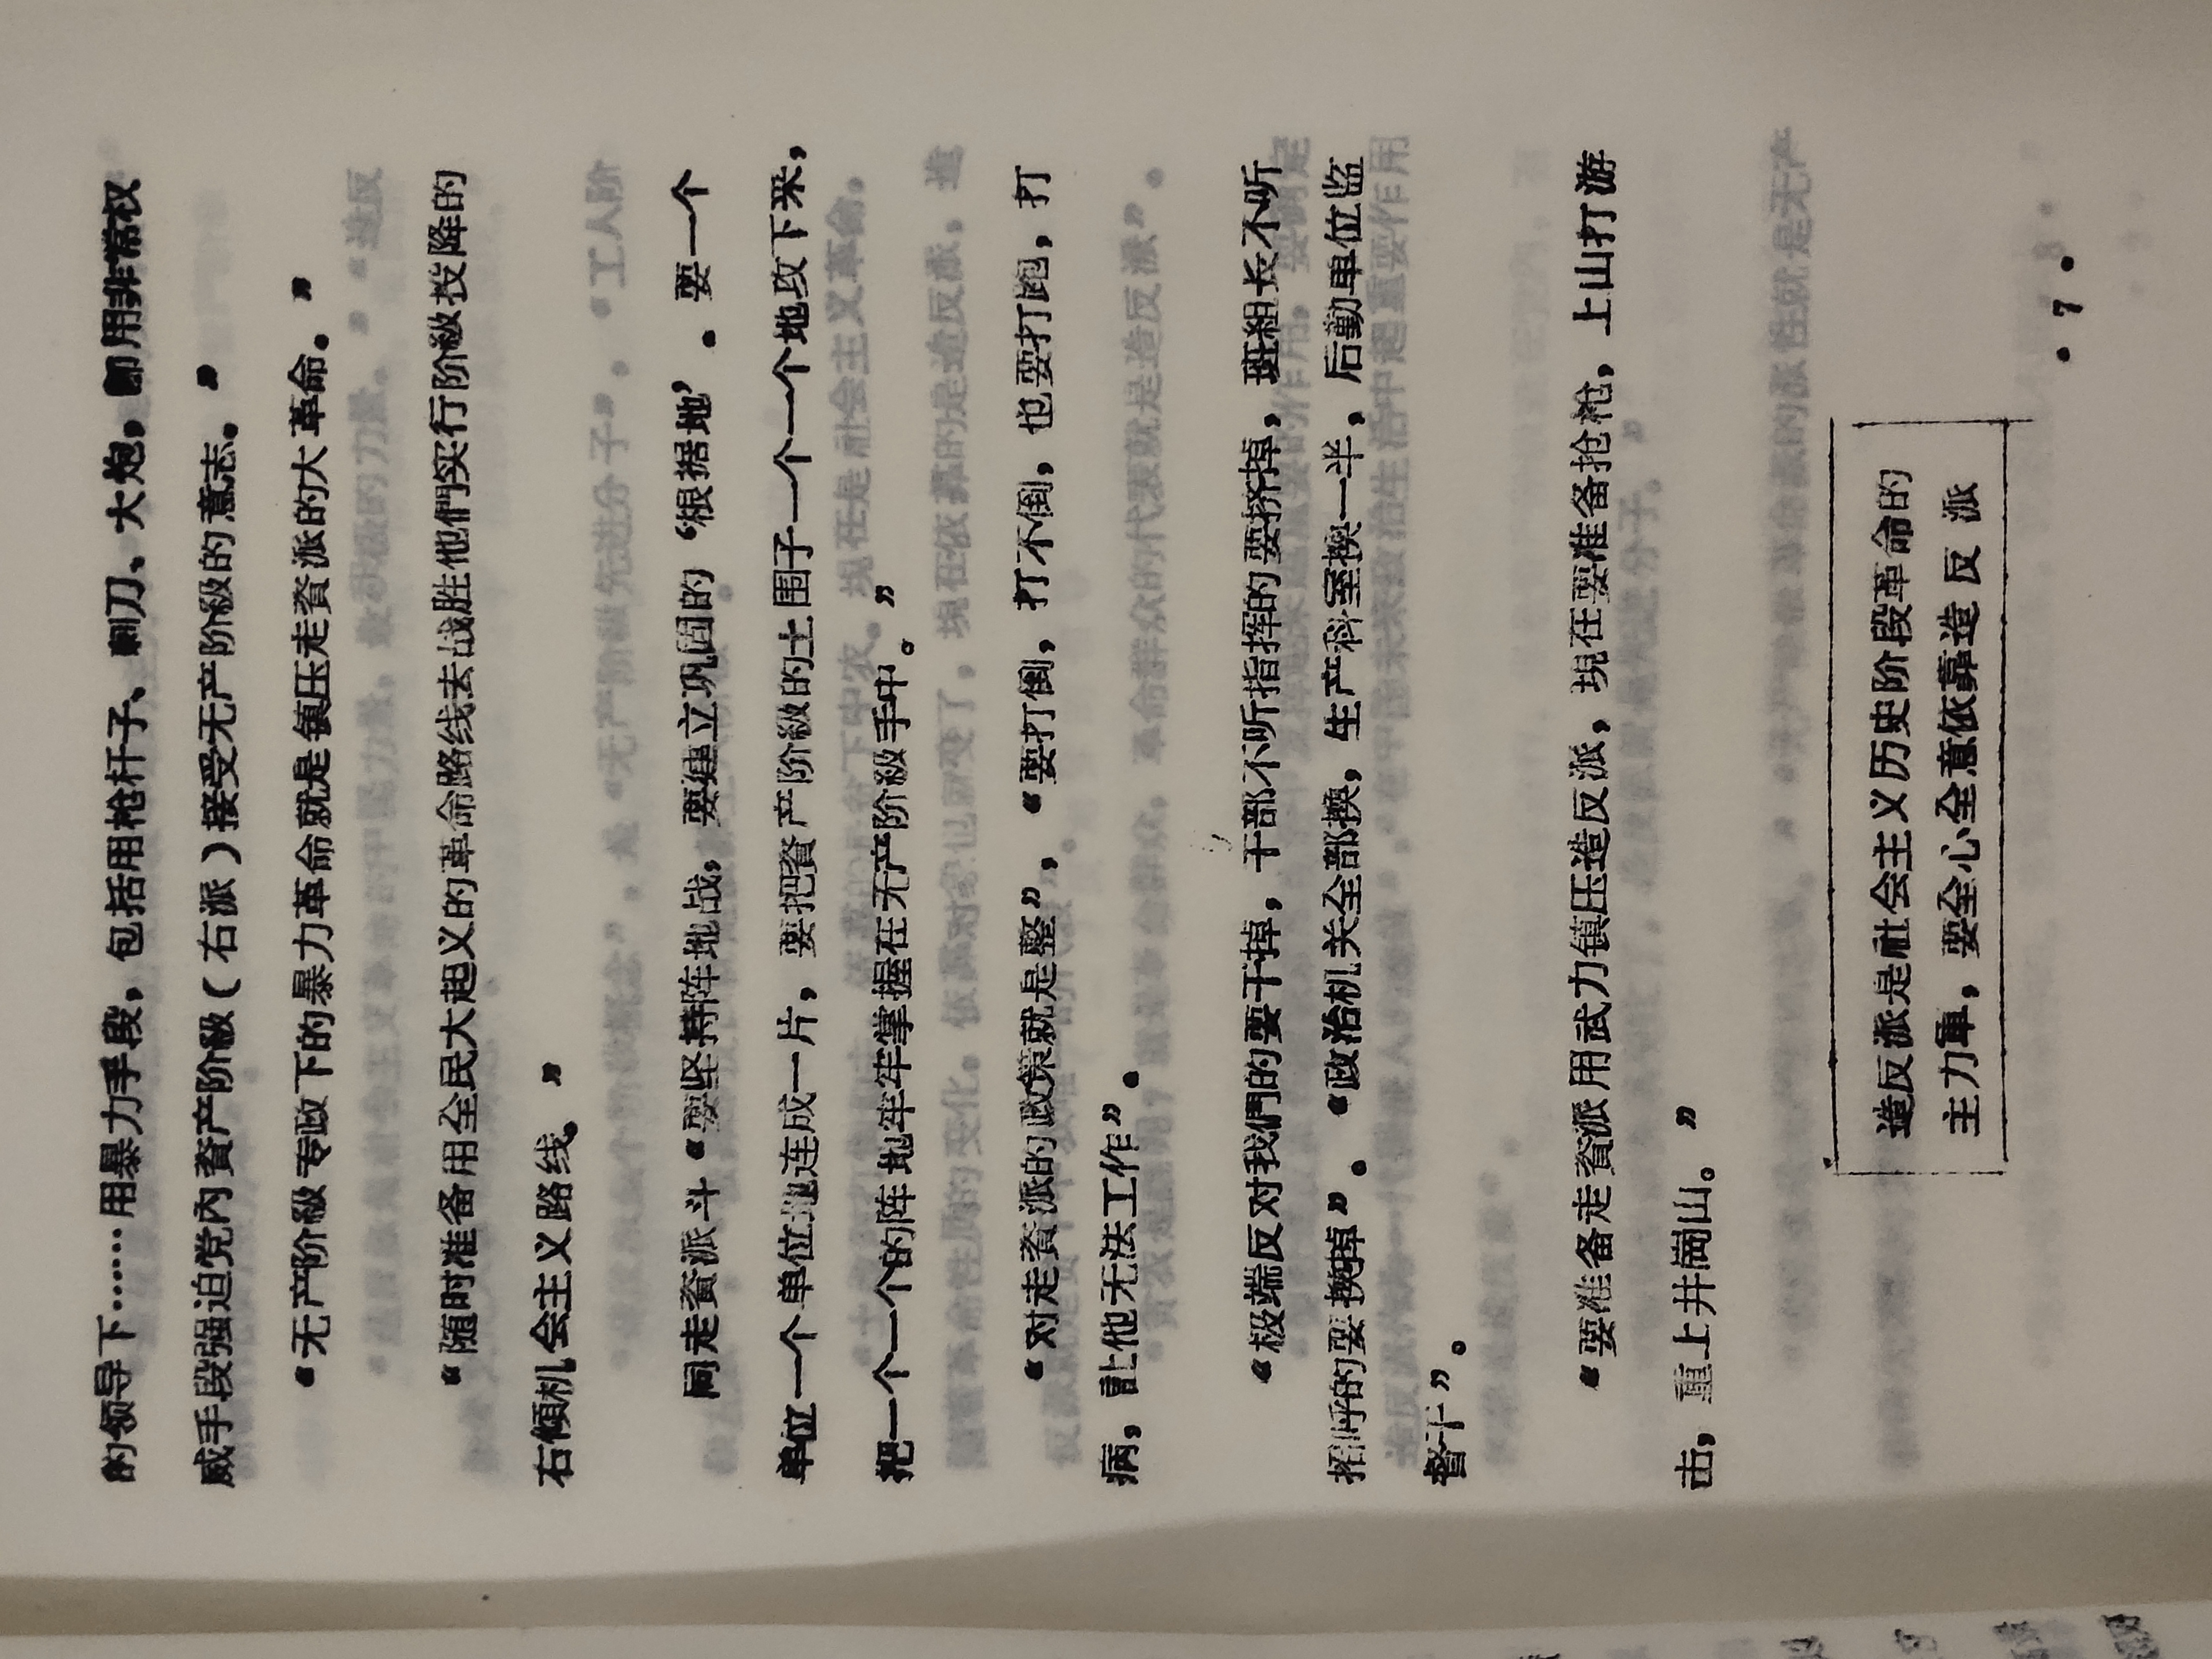 的领导下……用暴力手段，包括用枪杆子、刺刀、大炮，即用非常权
威手段强迫党内資产阶級（右派）接受无产阶級的意志。”
“无产阶級专政下的暴力革命就是镇压走資派的大革命。”
“随时准备用全民大起义的革命路线去战胜他們实行阶級投降的
右倾机会主义路线。”
同走資派斗“要坚持阵地战，要建立巩固的‘根据地’。要一个
单位一个单位地连成一片，要把資产阶級的土围子一个一个地攻下来，
把一个一个的阵地牢牢掌握在无产阶級手中。”
“对走資派的政策就是整”，“要打倒，打不倒，也要打跑，打
病，讓他无法工作”。
“极端反对我們的要干掉，干部不听指挥的要挤掉，班組长不听
招呼的要换掉”。“政治机关全部换，生产科室换一半，后勤单位监
督干”。
“要准备走資派用武力镇压造反派，現在要准备抢枪，上山打游
击，重上井崗山。”
造反派是社会主义历史阶段革命的
主力軍，要全心全意依靠造反派
• 7 •